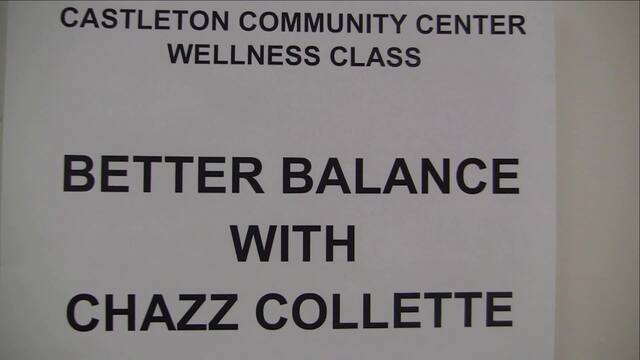 CASTLETON COMMUNITY CENTER
WELLNESS CLASS
BETTER BALANCE
WITH
CHAZZ COLLETTE